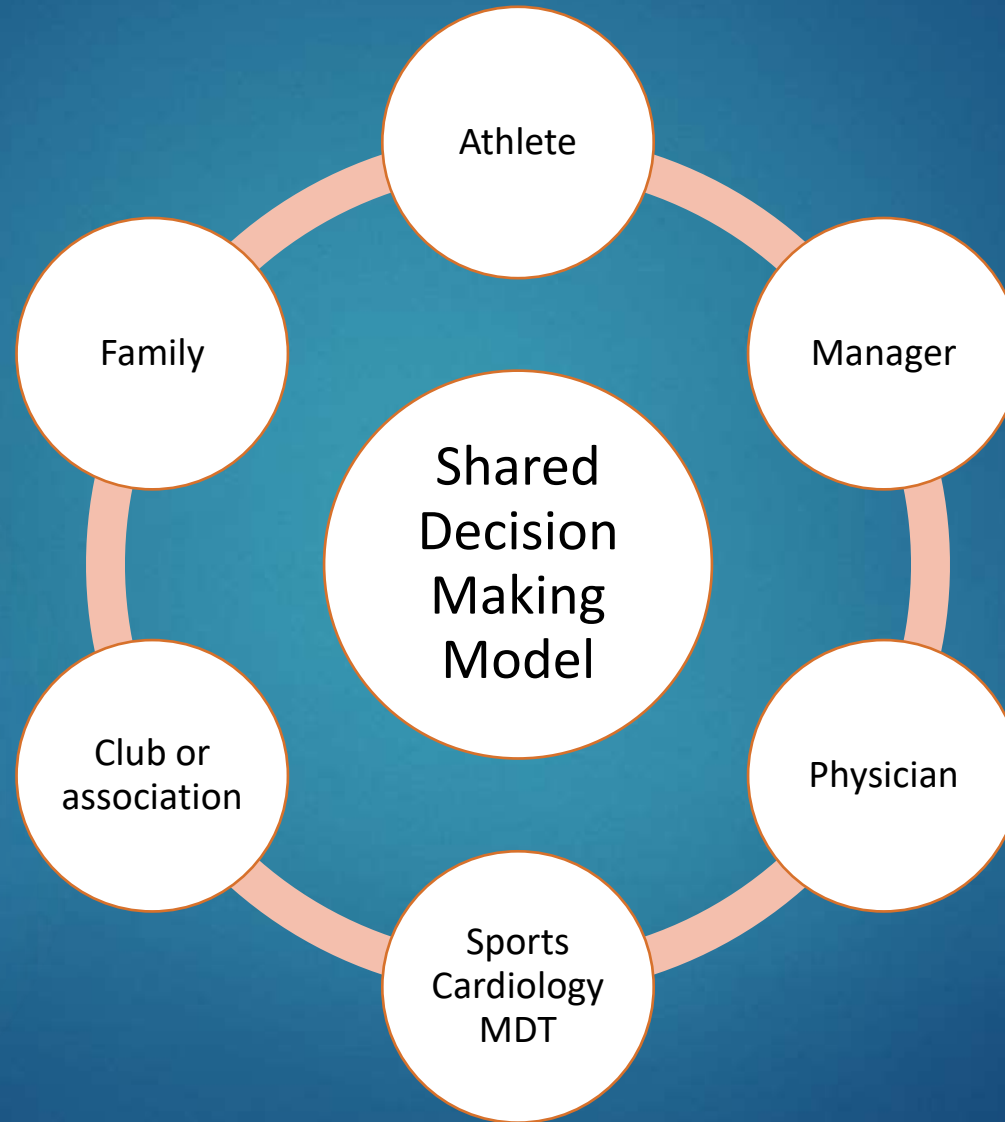 Athlete
Family
Manager
Shared
Decision
Making
Model
Club or
association
Physician
Sports
Cardiology
MDT